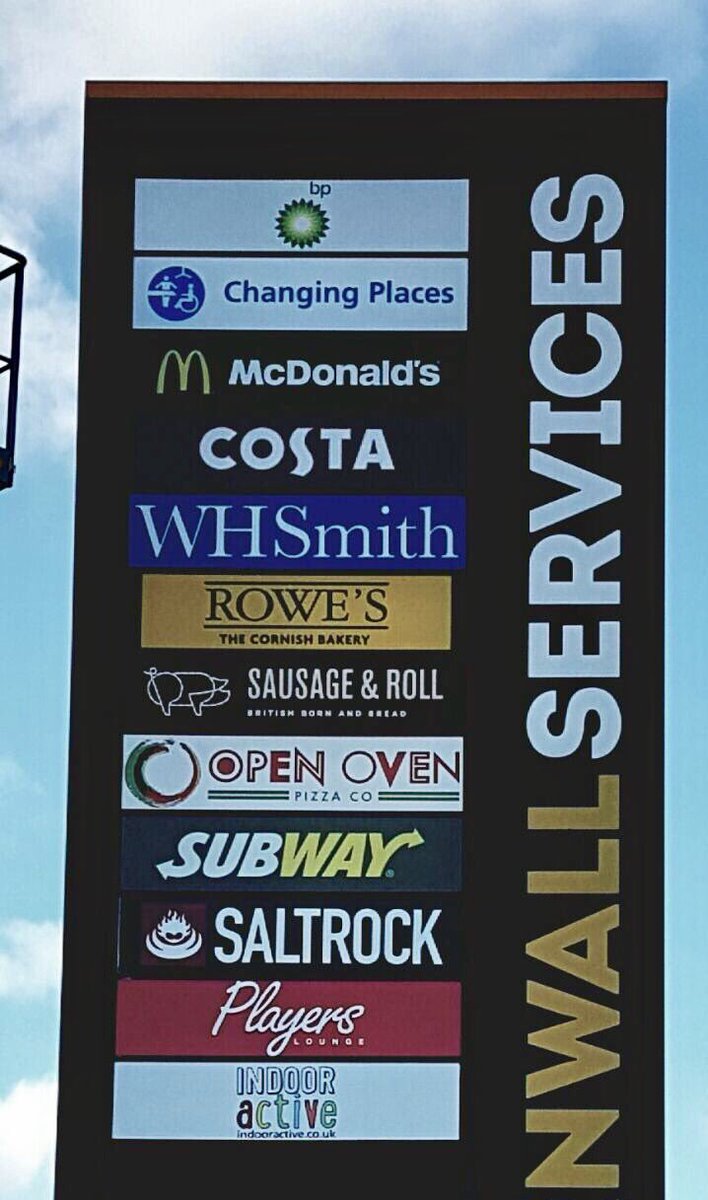 bp
Changing Places
McDonald's
COSTA
WHSmith
ROWE'S
THE CORNISH BAKERY
SAUSAGE & ROLL
BRITISH BORN AND BREAD
OPEN OVEN
PIZZA CO
SUBWAY
SALTROCK
Players
LOUNGE
INDOOR
active
indooractive.co.uk
NWALL SERVICES